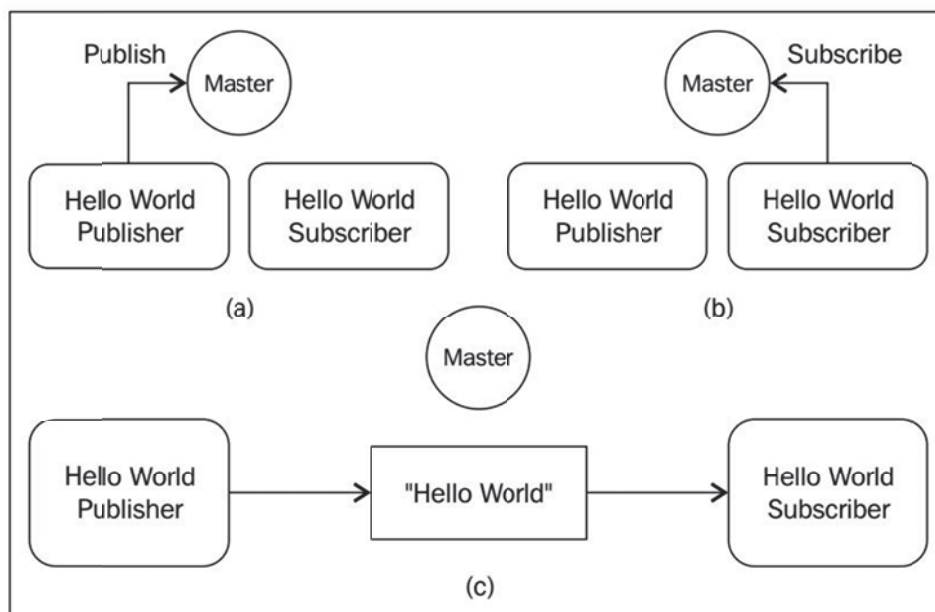 Publish
Master
Hello World
Publisher
Hello World
Subscriber
(a)
Master
Subscribe
Hello World
Publisher
Hello World
Subscriber
(b)
Master
Hello World
Publisher
"Hello World"
Hello World
Subscriber
(c)